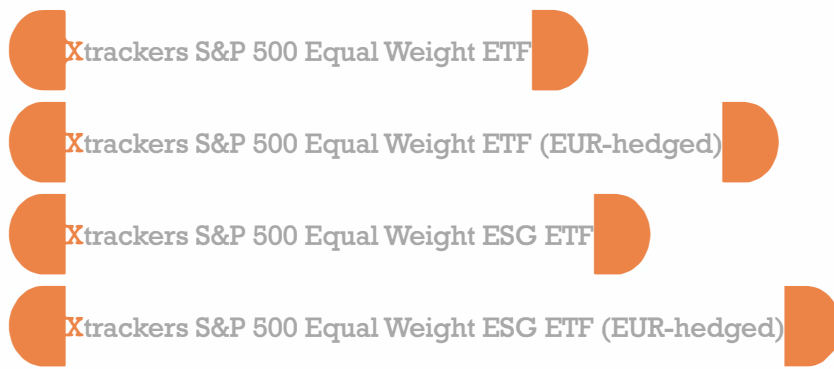 Xtrackers S&P 500 Equal Weight ETF
Xtrackers S&P 500 Equal Weight ETF (EUR-hedged)
Xtrackers S&P 500 Equal Weight ESG ETF
Xtrackers S&P 500 Equal Weight ESG ETF (EUR-hedged)